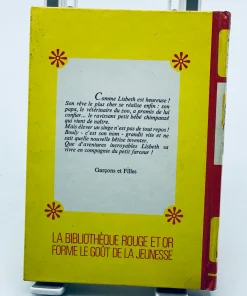 Comme Lisbeth est heureuse !
Son rêve le plus cher se réalise enfin : son
papa, le vétérinaire du zoo, a promis de lui
confier... le ravissant petit bébé chimpanzé
qui vient de naître.
Mais élever un singe n'est pas de tout repos !
Bouly - c'est son nom - grandit vite et ne
sait quelle nouvelle bêtise inventer.
Que d'aventures incroyables Lisbeth va
vivre en compagnie du petit farceur !
Garçons et Filles
LA BIBLIOTHÈQUE ROUGE ET OR
FORME LE GOÛT DE LA JEUNESSE